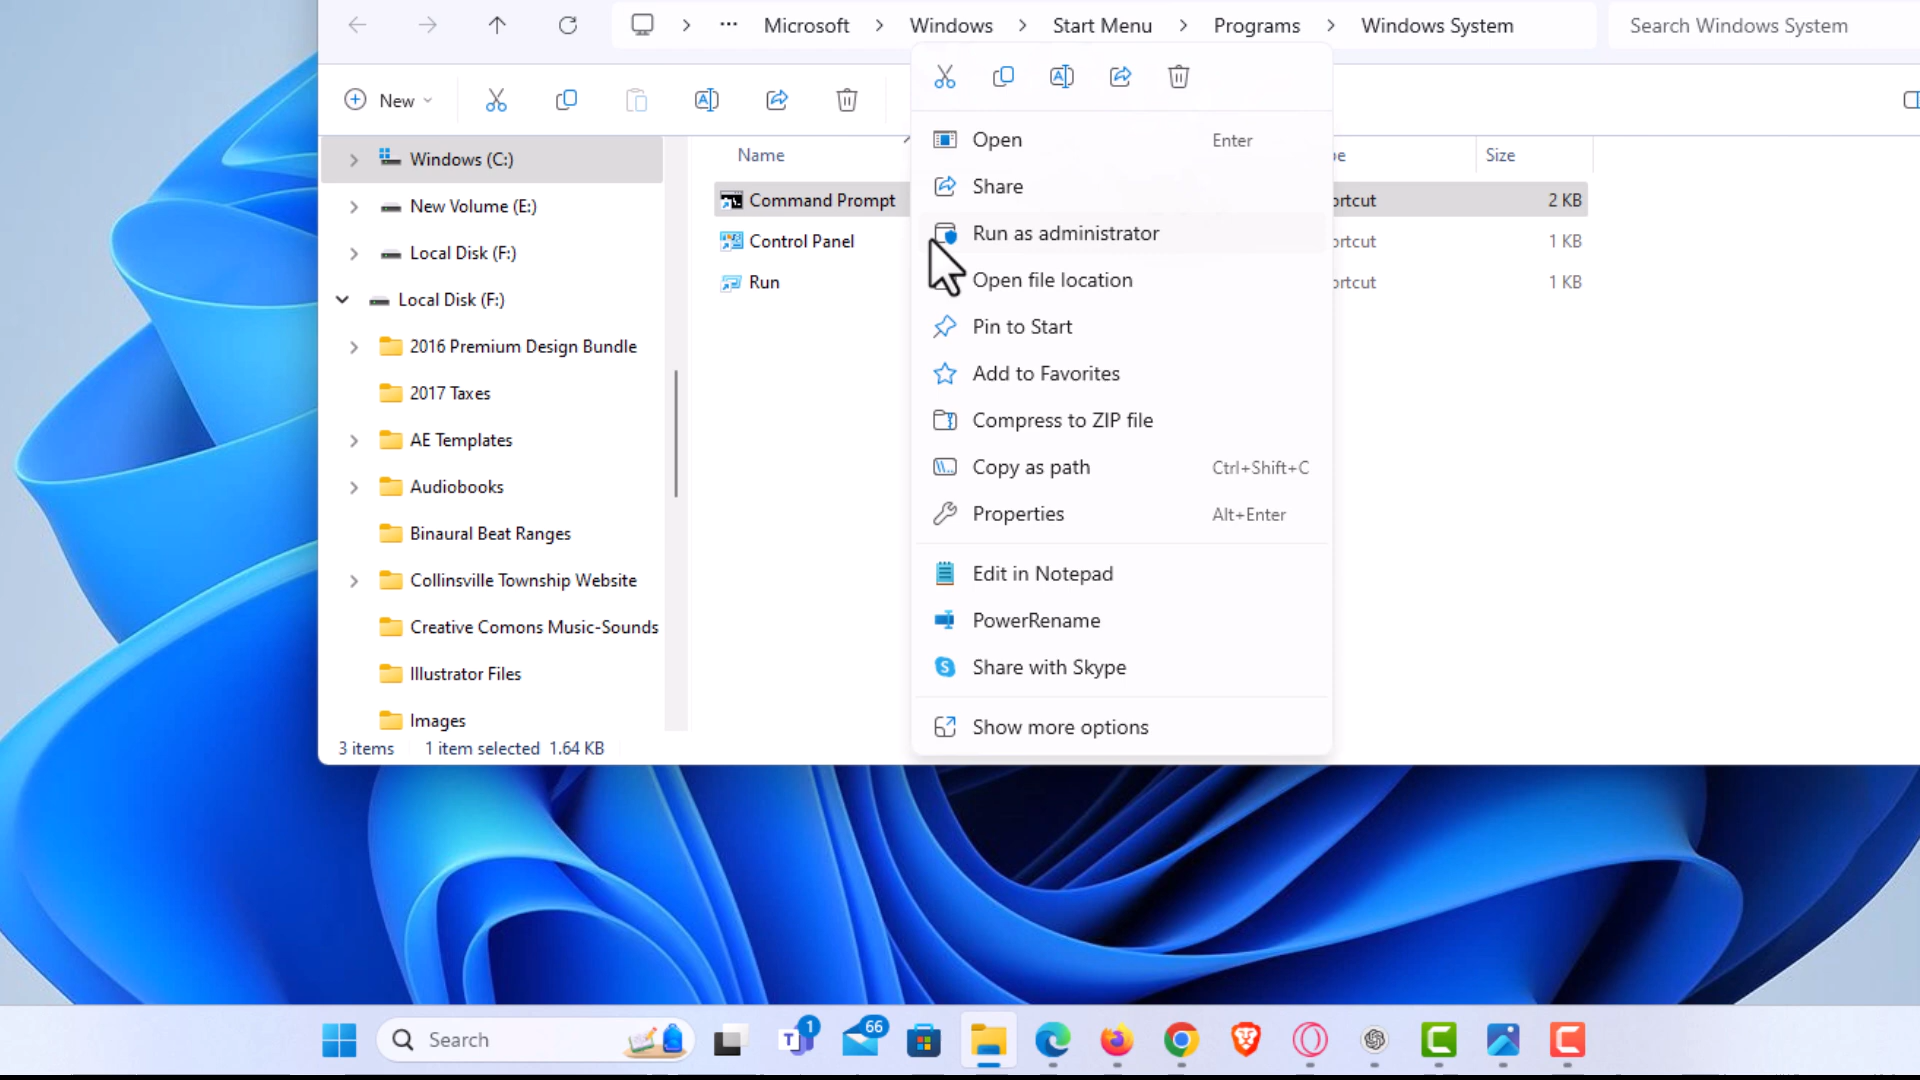 Microsoft > Windows > Start Menu > Programs > Windows System
Search Windows System
New
Windows (C:)
New Volume (E:)
Local Disk (F:)
Local Disk (F:)
2016 Premium Design Bundle
2017 Taxes
AE Templates
Audiobooks
Binaural Beat Ranges
Collinsville Township Website
Creative Comons Music-Sounds
Illustrator Files
Images
3 items 1 item selected 1.64 KB
Name
Size
Command Prompt
ortcut 2 KB
Control Panel
ortcut 1 KB
Run
ortcut 1 KB
Open Enter
Share
Run as administrator
Open file location
Pin to Start
Add to Favorites
Compress to ZIP file
Copy as path Ctrl+Shift+C
Properties Alt+Enter
Edit in Notepad
PowerRename
Share with Skype
Show more options
Search
1
66